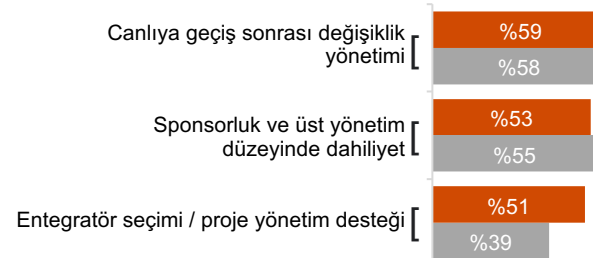 Canlıya geçiş sonrası değişiklik
yönetimi
%59
%58
Sponsorluk ve üst yönetim
düzeyinde dahiliyet
%53
%55
Entegratör seçimi / proje yönetim desteği
%51
%39